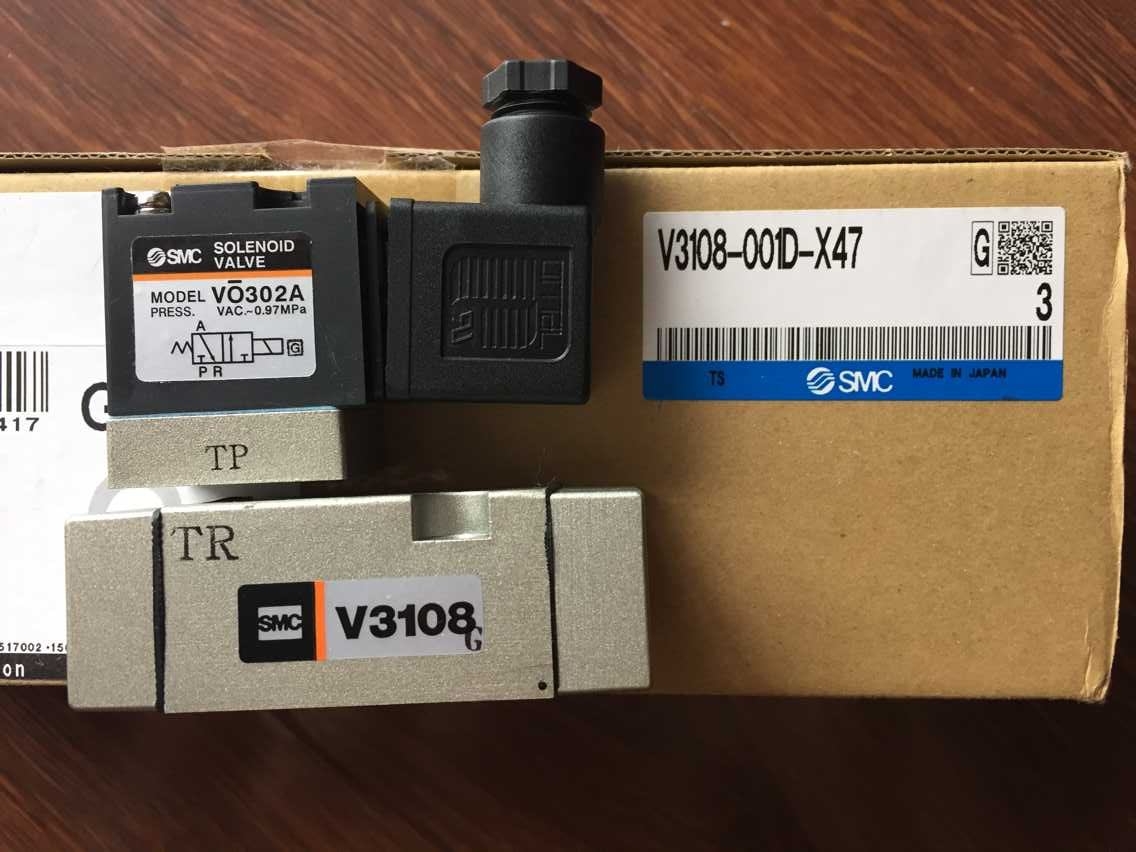 SMC SOLENOID
VALVE
MODEL VO302A
PRESS. VAC.~0.97MPa
A
G
P R
TP
TR
SMC V3108
G
V3108-001D-X47
G
3
TS SMC MADE IN JAPAN
417
G
on